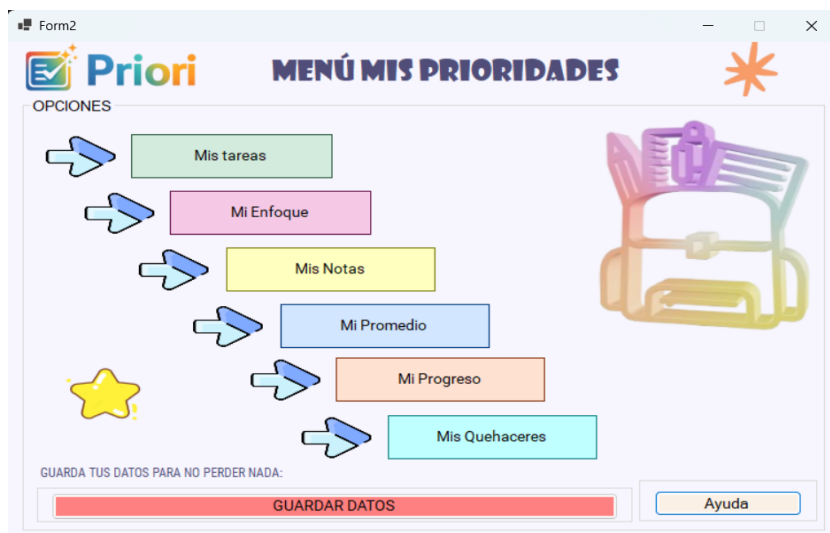 Form2
Priori
MENÚ MIS PRIORIDADES
OPCIONES
Mis tareas
Mi Enfoque
Mis Notas
Mi Promedio
Mi Progreso
Mis Quehaceres
GUARDA TUS DATOS PARA NO PERDER NADA:
GUARDAR DATOS
Ayuda